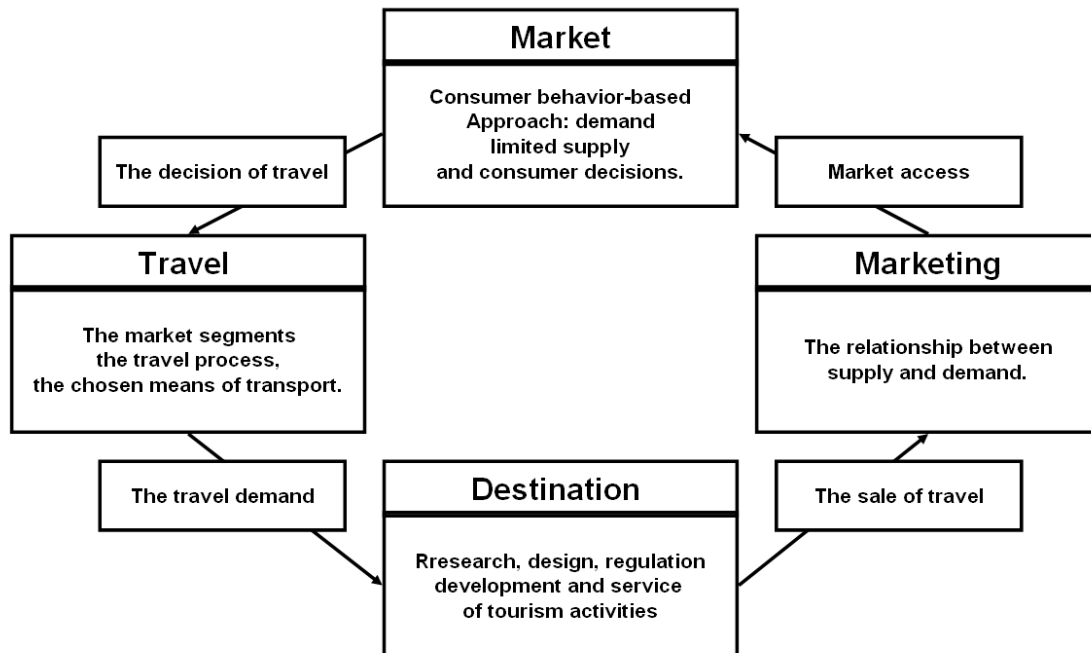 Market
Consumer behavior-based
Approach: demand
limited supply
and consumer decisions.
The decision of travel
Market access
Travel
The market segments
the travel process,
the chosen means of transport.
Marketing
The relationship between
supply and demand.
The travel demand
Destination
Rresearch, design, regulation
development and service
of tourism activities
The sale of travel